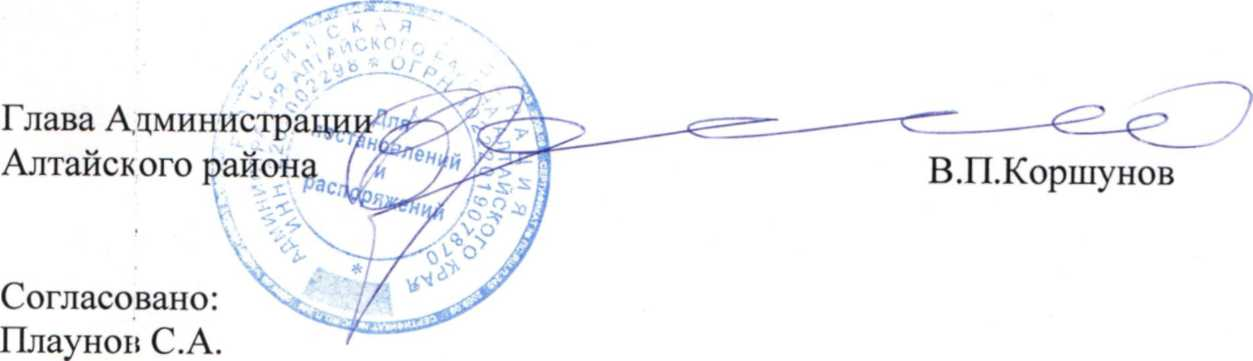 Глава Администрации
Алтайского района
В.П.Коршунов
Для
постановлений
и
распоряжений
Согласовано:
Плаунов С.А.